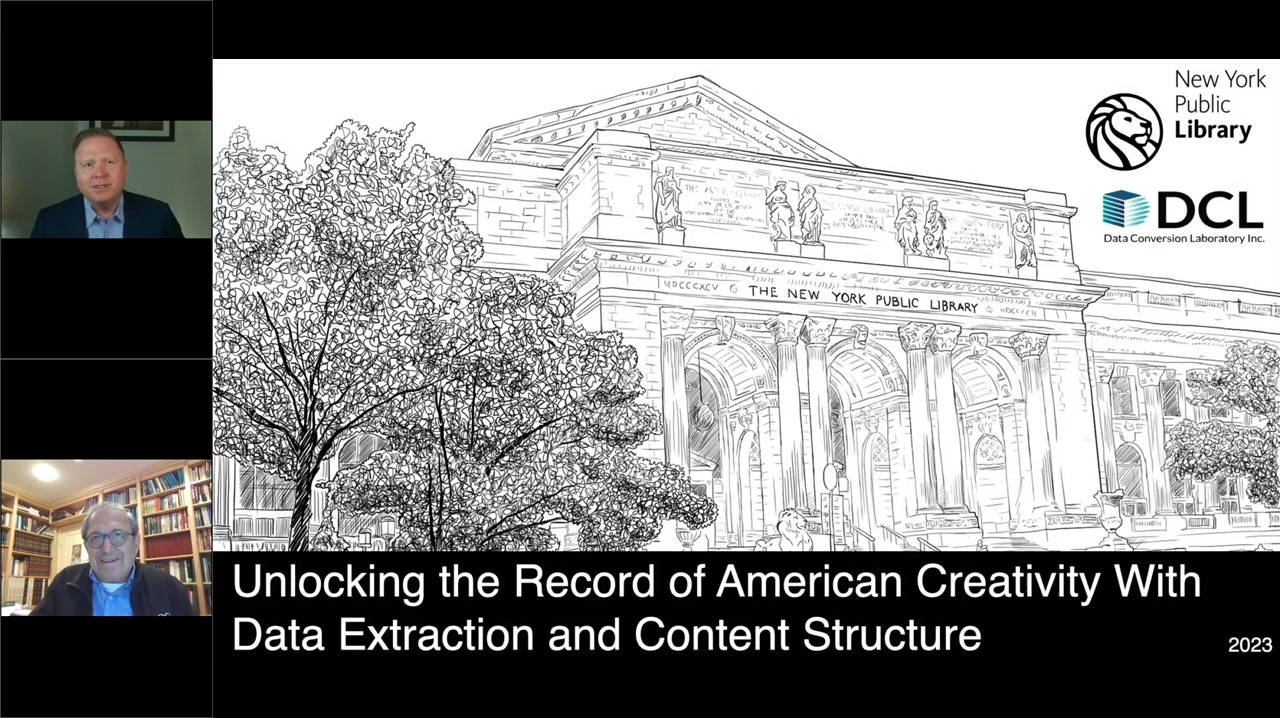 New York
Public
Library
DCL
Data Conversion Laboratory Inc.
MDCCCXCV
THE NEW YORK PUBLIC LIBRARY
Unlocking the Record of American Creativity With
Data Extraction and Content Structure
2023